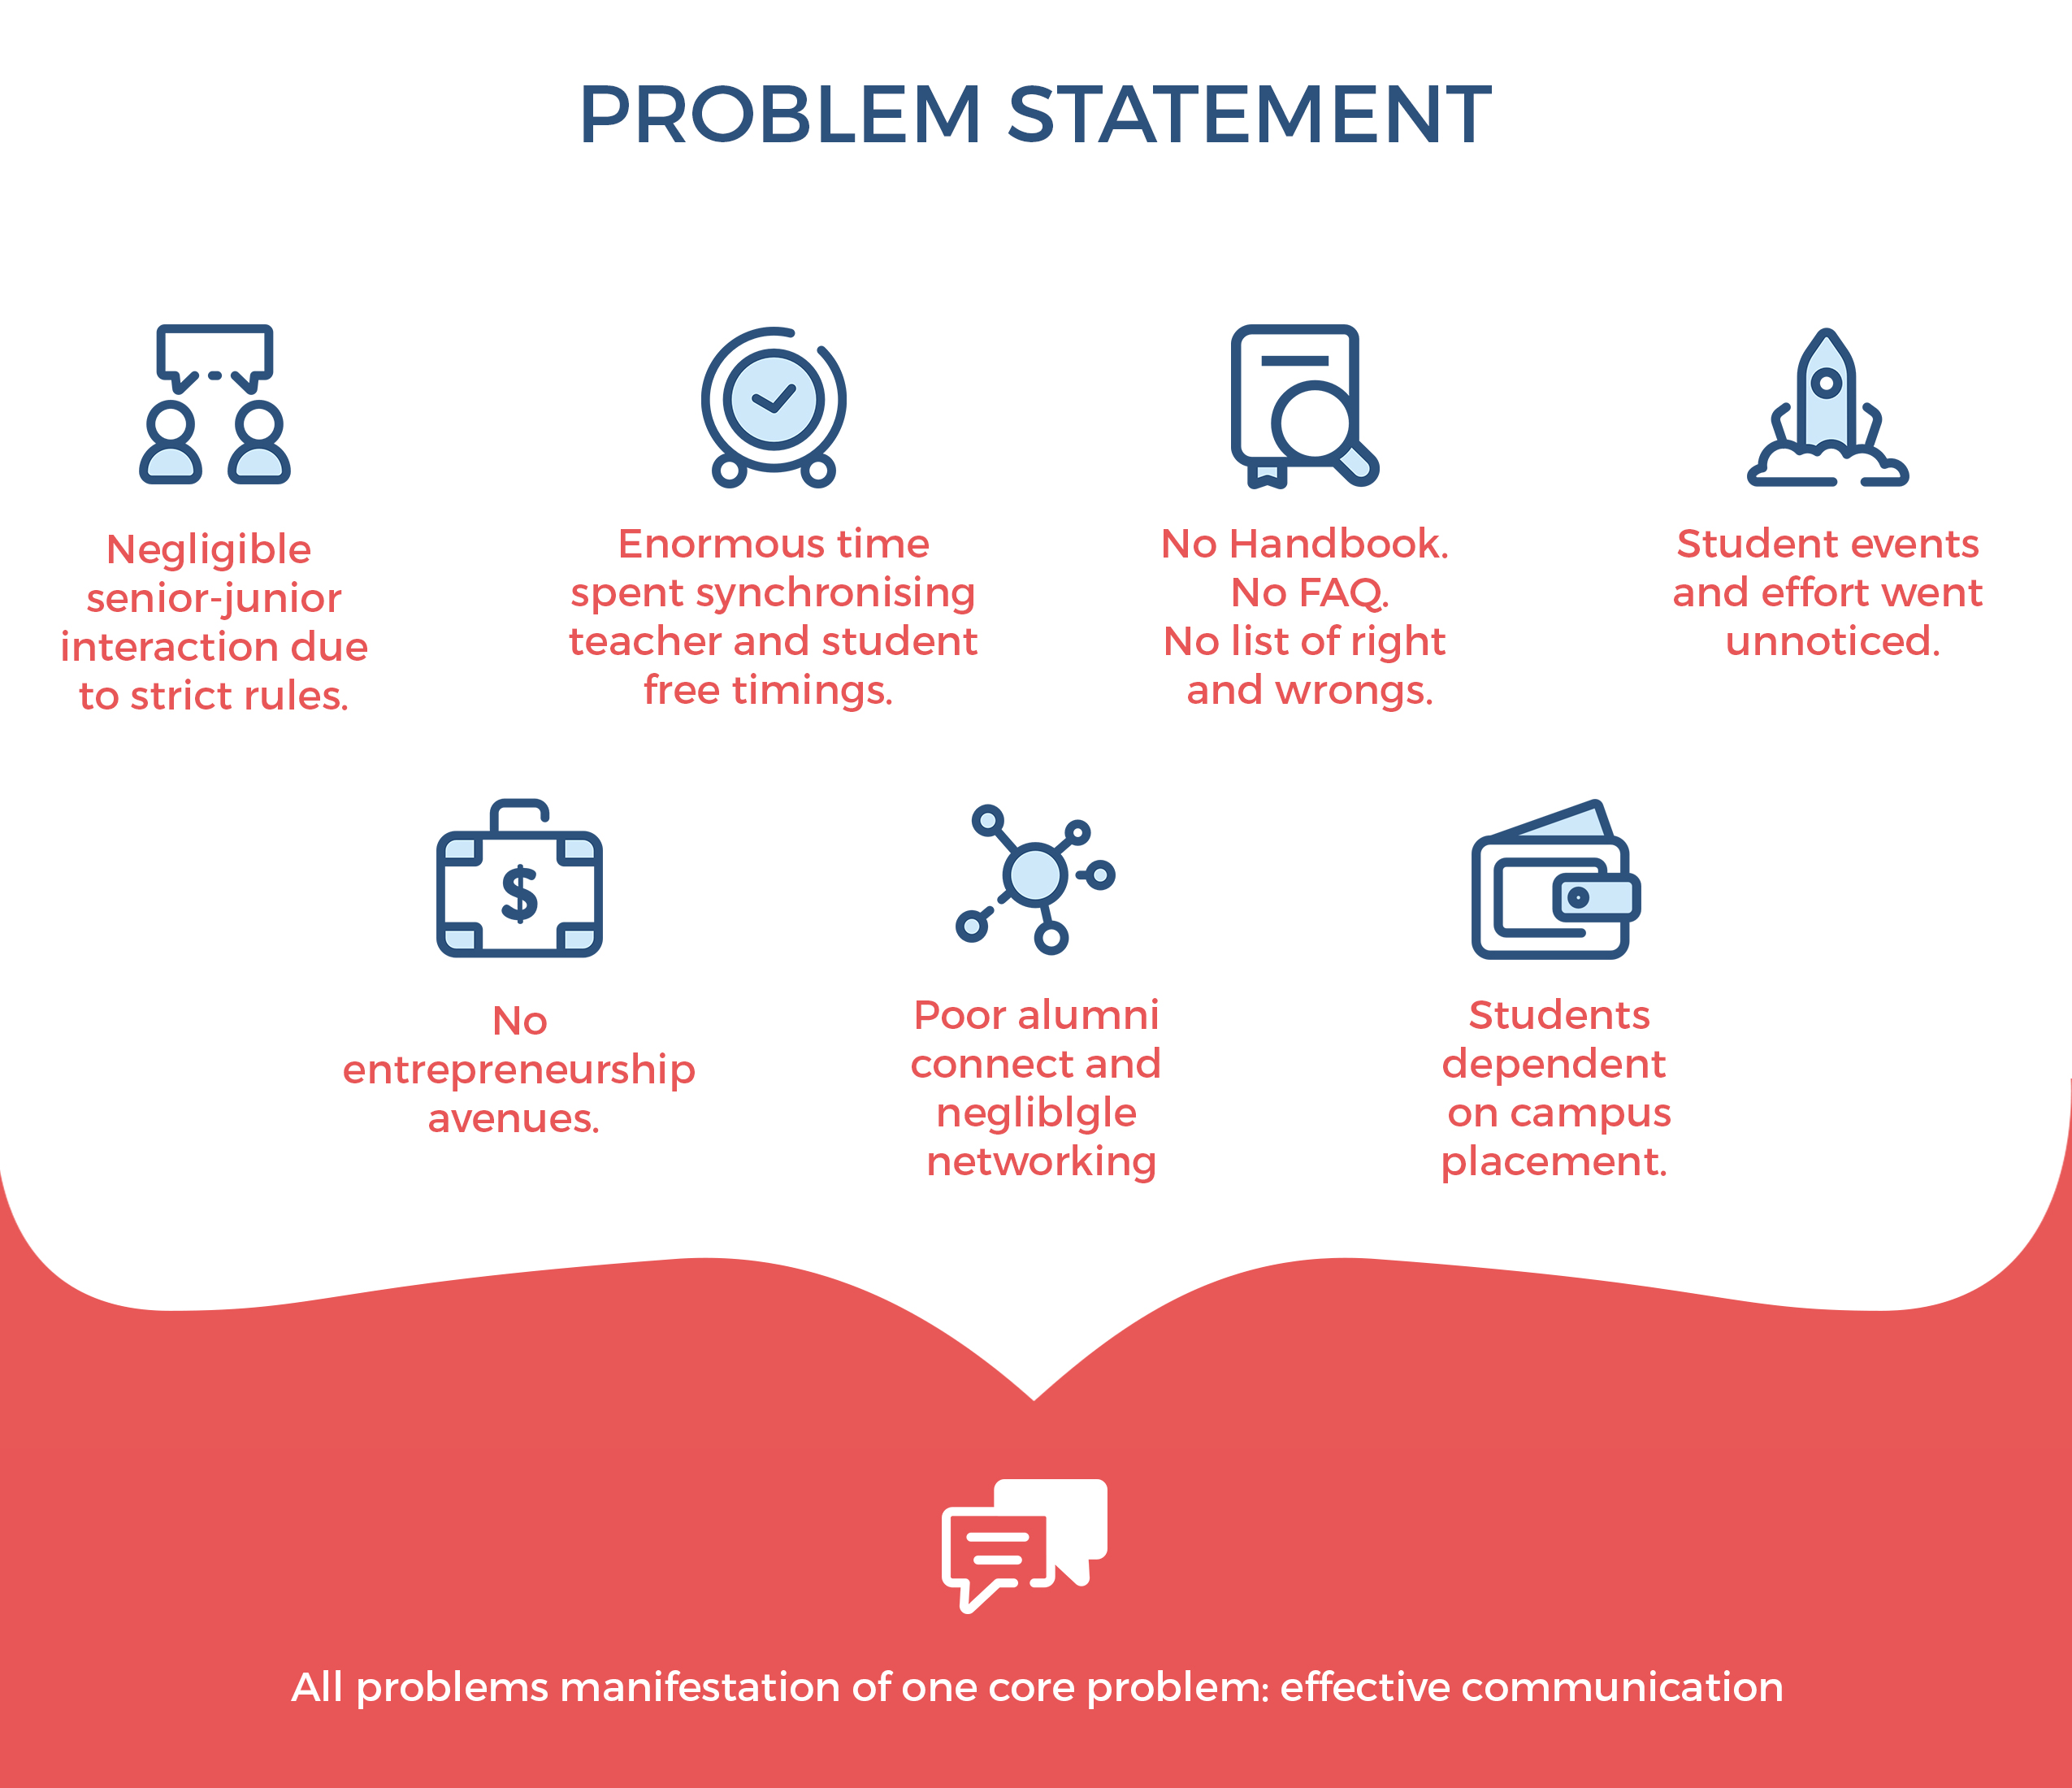 PROBLEM STATEMENT
Negligible
senior-junior
interaction due
to strict rules.
Enormous time
spent synchronising
teacher and student
free timings.
No Handbook.
No FAQ.
No list of right
and wrongs.
Student events
and effort went
unnoticed.
$
No
entrepreneurship
avenues.
Poor alumni
connect and
negliblgle
networking
Students
dependent
on campus
placement.
All problems manifestation of one core problem: effective communication